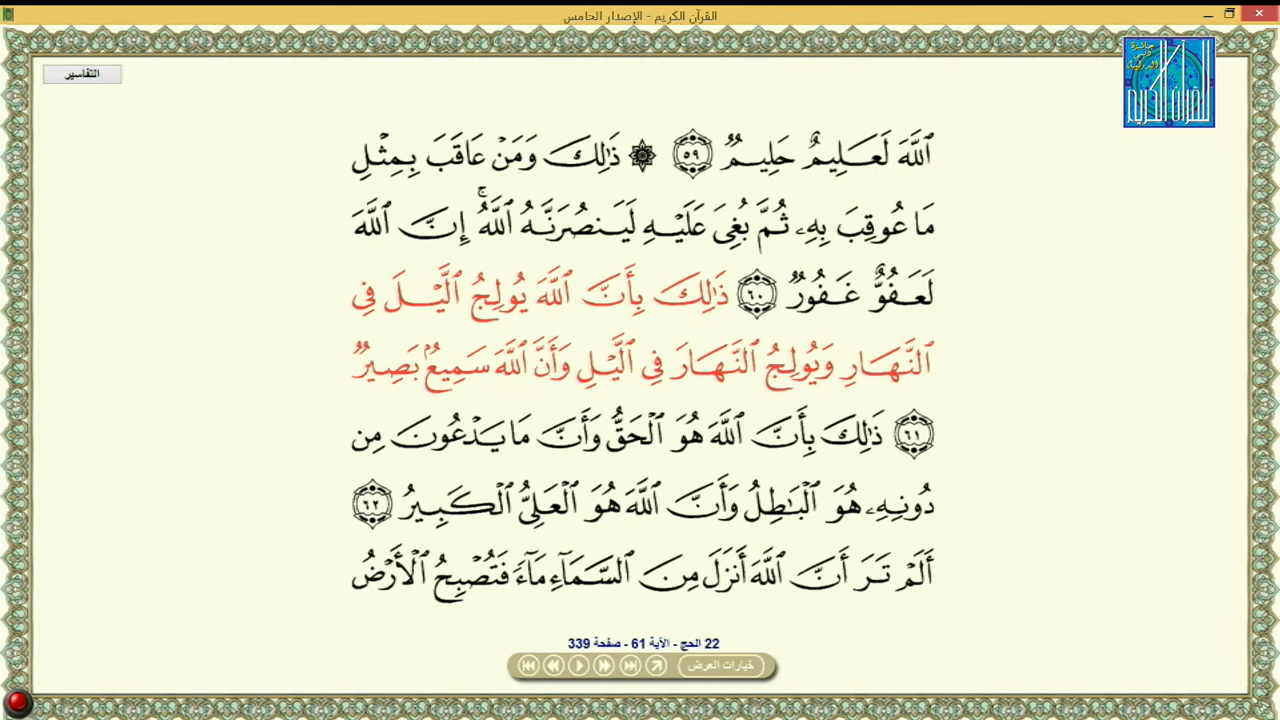 القرآن الكريم - الإصدار الخامس
التفاسير
ٱللَّهَ لَعَلِيمٌ حَلِيمٌ ٥٩ ۞ ذَٰلِكَ وَمَنۡ عَاقَبَ بِمِثۡلِ
مَا عُوقِبَ بِهِۦ ثُمَّ بُغِيَ عَلَيۡهِ لَيَنصُرَنَّهُ ٱللَّهُۚ إِنَّ ٱللَّهَ
لَعَفُوٌّ غَفُورٌ ٦٠ ذَٰلِكَ بِأَنَّ ٱللَّهَ يُولِجُ ٱلَّيۡلَ فِي
ٱلنَّهَارِ وَيُولِجُ ٱلنَّهَارَ فِي ٱلَّيۡلِ وَأَنَّ ٱللَّهَ سَمِيعُۢ بَصِيرٌ
٦١ ذَٰلِكَ بِأَنَّ ٱللَّهَ هُوَ ٱلۡحَقُّ وَأَنَّ مَا يَدۡعُونَ مِن
دُونِهِۦ هُوَ ٱلۡبَٰطِلُ وَأَنَّ ٱللَّهَ هُوَ ٱلۡعَلِيُّ ٱلۡكَبِيرُ ٦٢
أَلَمۡ تَرَ أَنَّ ٱللَّهَ أَنزَلَ مِنَ ٱلسَّمَآءِ مَآءٗ فَتُصۡبِحُ ٱلۡأَرۡضُ
22 الحج - الآية 61 - صفحة 339
خيارات العرض